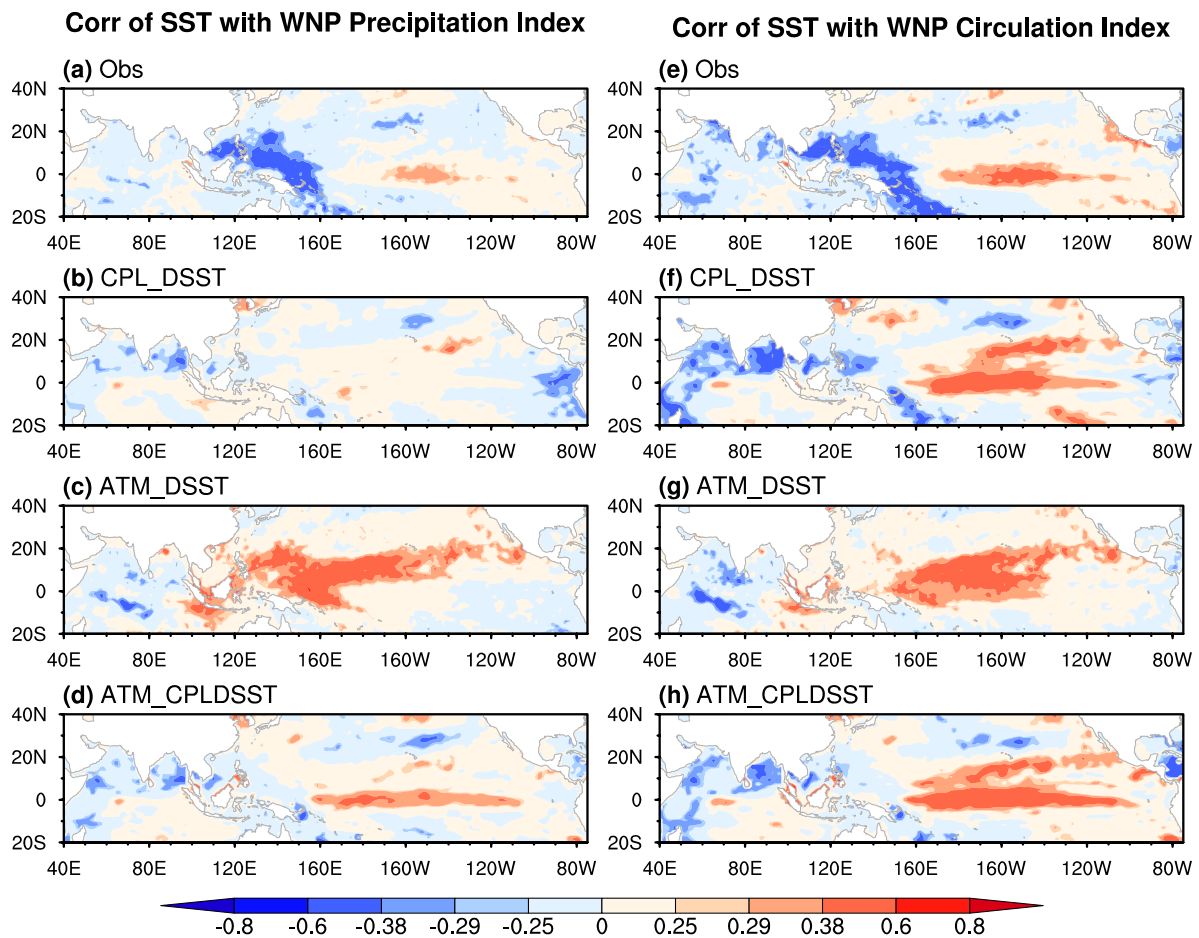 Corr of SST with WNP Precipitation Index
Corr of SST with WNP Circulation Index
(a) Obs
40N
20N
0
20S
40E 80E 120E 160E 160W 120W 80W
(e) Obs
40N
20N
0
20S
40E 80E 120E 160E 160W 120W 80W
(b) CPL_DSST
40N
20N
0
20S
40E 80E 120E 160E 160W 120W 80W
(f) CPL_DSST
40N
20N
0
20S
40E 80E 120E 160E 160W 120W 80W
(c) ATM_DSST
40N
20N
0
20S
40E 80E 120E 160E 160W 120W 80W
(g) ATM_DSST
40N
20N
0
20S
40E 80E 120E 160E 160W 120W 80W
(d) ATM_CPLDSST
40N
20N
0
20S
40E 80E 120E 160E 160W 120W 80W
(h) ATM_CPLDSST
40N
20N
0
20S
40E 80E 120E 160E 160W 120W 80W
-0.8 -0.6 -0.38 -0.29 -0.25 0 0.25 0.29 0.38 0.6 0.8